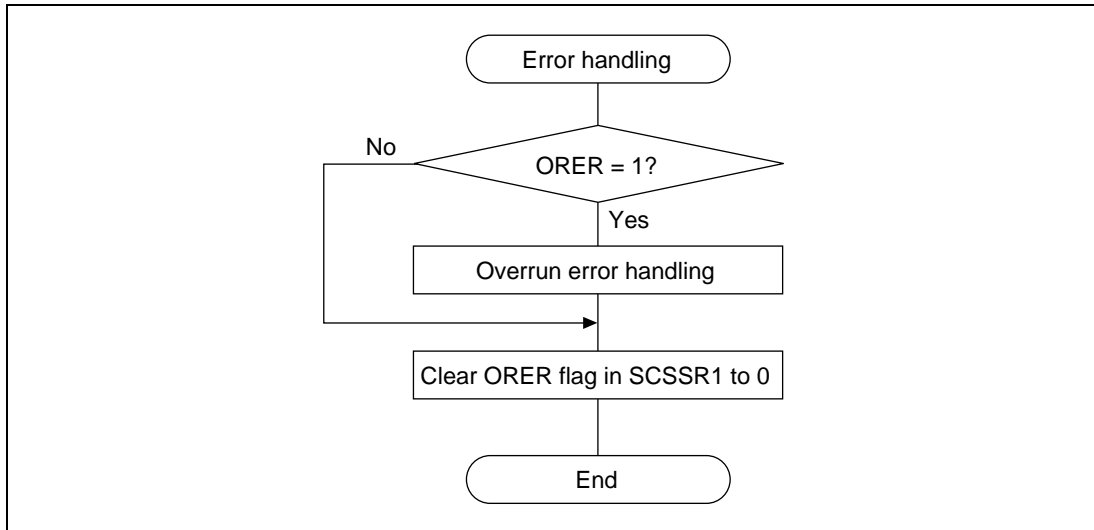 Error handling
No
ORER = 1?
Yes
Overrun error handling
Clear ORER flag in SCSSR1 to 0
End